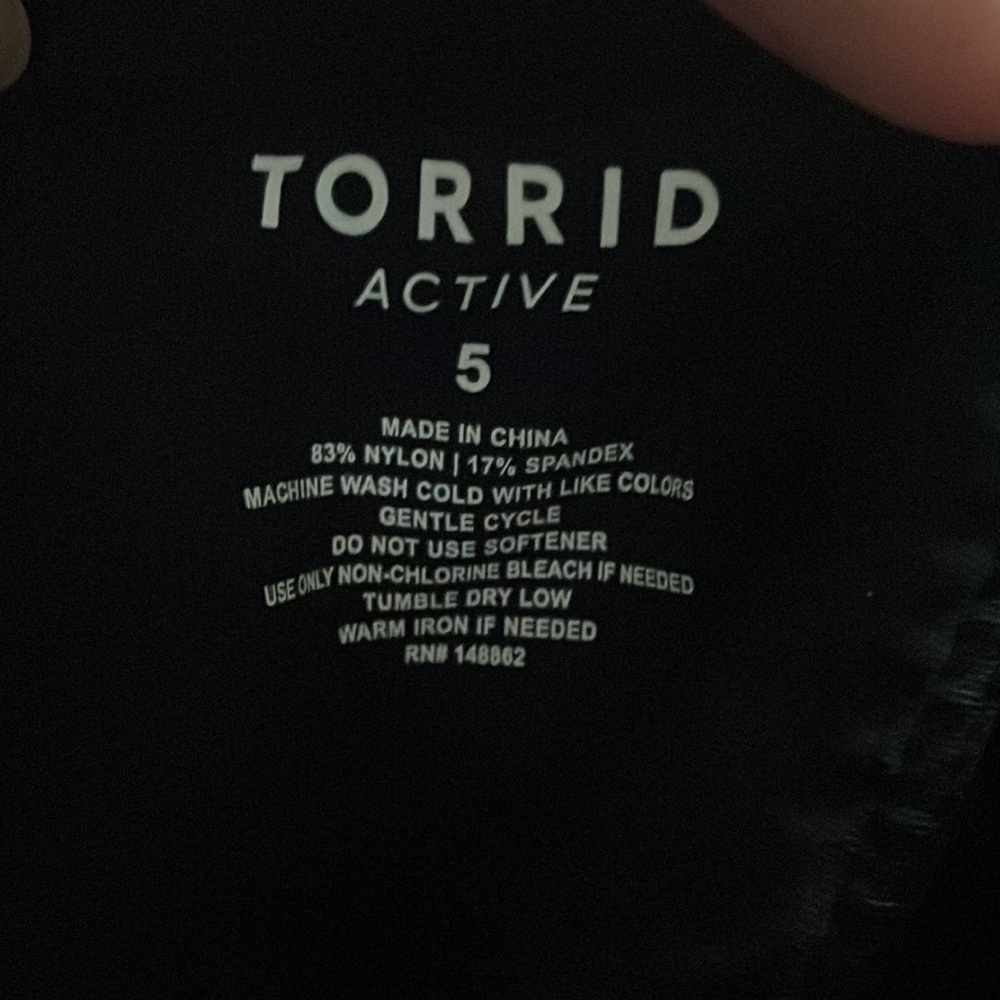 TORRID
ACTIVE
5
MADE IN CHINA
83% NYLON | 17% SPANDEX
MACHINE WASH COLD WITH LIKE COLORS
GENTLE CYCLE
DO NOT USE SOFTENER
USE ONLY NON-CHLORINE BLEACH IF NEEDED
TUMBLE DRY LOW
WARM IRON IF NEEDED
RN# 148862